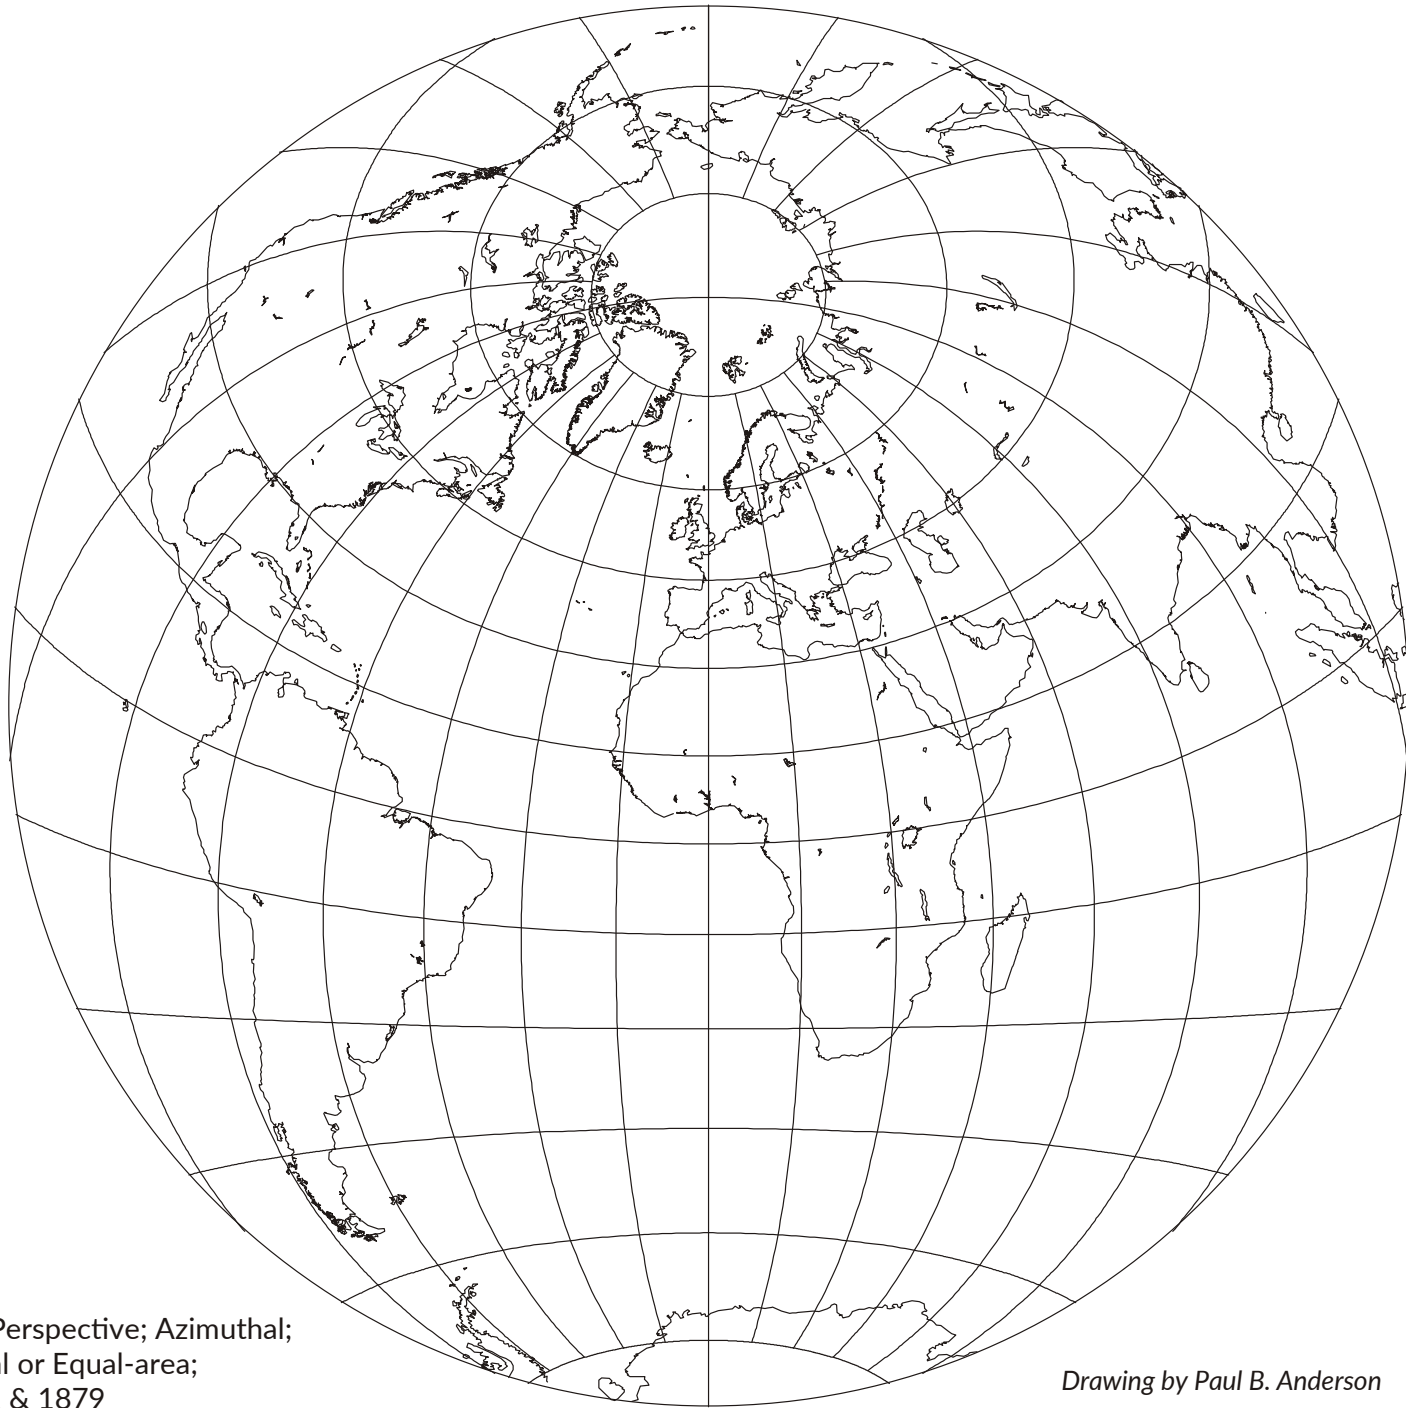 Perspective; Azimuthal;
l or Equal-area;
& 1879
Drawing by Paul B. Anderson